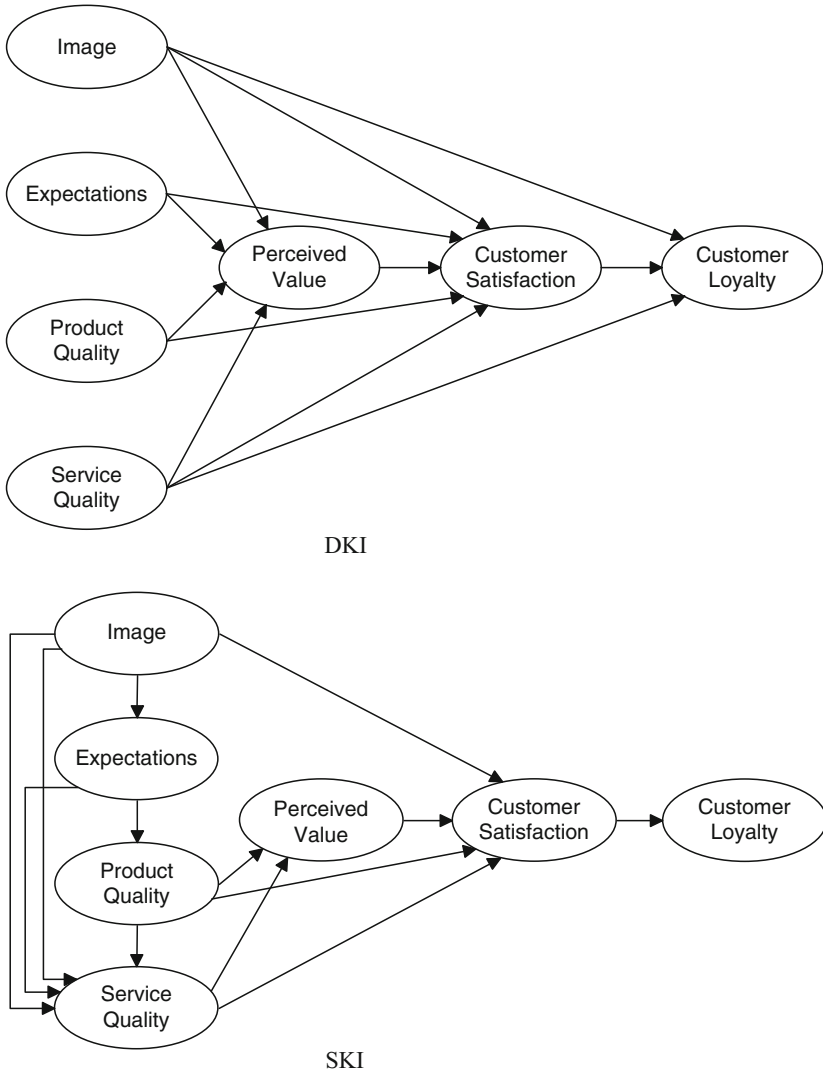 Image
Expectations
Perceived
Value
Customer
Satisfaction
Customer
Loyalty
Product
Quality
Service
Quality
DKI
Image
Expectations
Perceived
Value
Customer
Satisfaction
Customer
Loyalty
Product
Quality
Service
Quality
SKI